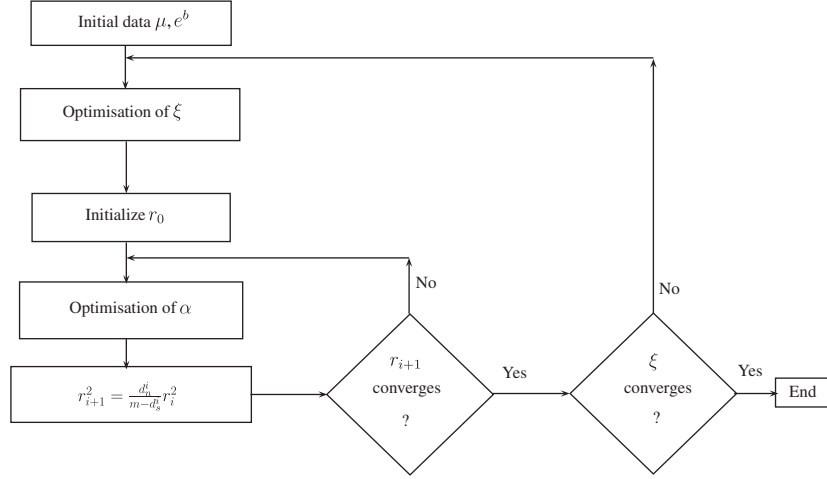 Initial data μ, e^b
Optimisation of ξ
Initialize r_0
Optimisation of α
r_{i+1}^2 = \frac{d_n^i}{m-d_s^i} r_i^2
No
r_{i+1}
converges
?
Yes
No
ξ
converges
?
Yes
End